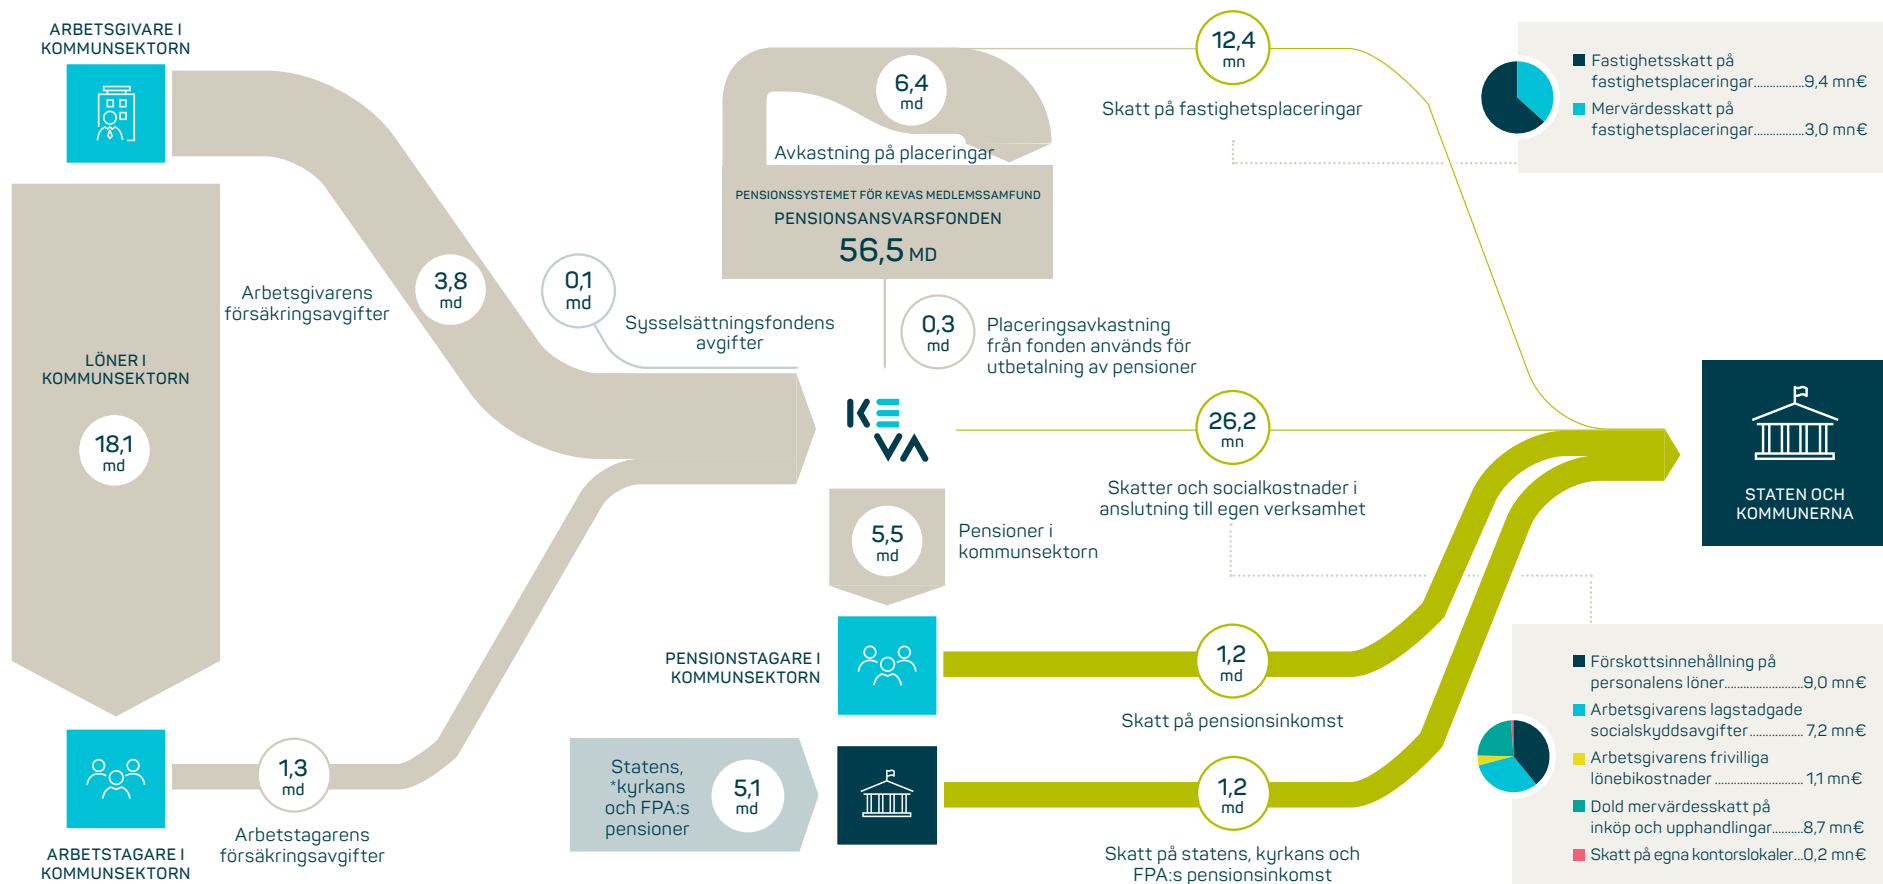 ARBETSGIVARE I
KOMMUNSEKTORN
LÖNER I
KOMMUNSEKTORN
18,1
md
ARBETSTAGARE I
KOMMUNSEKTORN
Arbetsgivarens
försäkringsavgifter
3,8
md
1,3
md
Arbetstagarens
försäkringsavgifter
0,1
md
Sysselsättningsfondens
avgifter
6,4
md
Avkastning på placeringar
PENSIONSSYSTEMET FÖR KEVAS MEDLEMSSAMFUND
PENSIONSANSVARSFONDEN
56,5 MD
0,3
md
Placeringsavkastning
från fonden används för
utbetalning av pensioner
KEVA
5,5
md
Pensioner i
kommunsektorn
PENSIONSTAGARE I
KOMMUNSEKTORN
Statens,
*kyrkans
och FPA:s
pensioner
5,1
md
12,4
mn
Skatt på fastighetsplaceringar
26,2
mn
Skatter och socialkostnader i
anslutning till egen verksamhet
1,2
md
Skatt på pensionsinkomst
1,2
md
Skatt på statens, kyrkans och
FPA:s pensionsinkomst
Fastighetsskatt på
fastighetsplaceringar................9,4 mn€
Mervärdesskatt på
fastighetsplaceringar................3,0 mn€
STATEN OCH
KOMMUNERNA
Förskottsinnehållning på
personalens löner.........................9,0 mn€
Arbetsgivarens lagstadgade
socialskyddsavgifter................. 7,2 mn€
Arbetsgivarens frivilliga
lönebikostnader ............................ 1,1 mn€
Dold mervärdesskatt på
inköp och upphandlingar..........8,7 mn€
Skatt på egna kontorslokaler...0,2 mn€